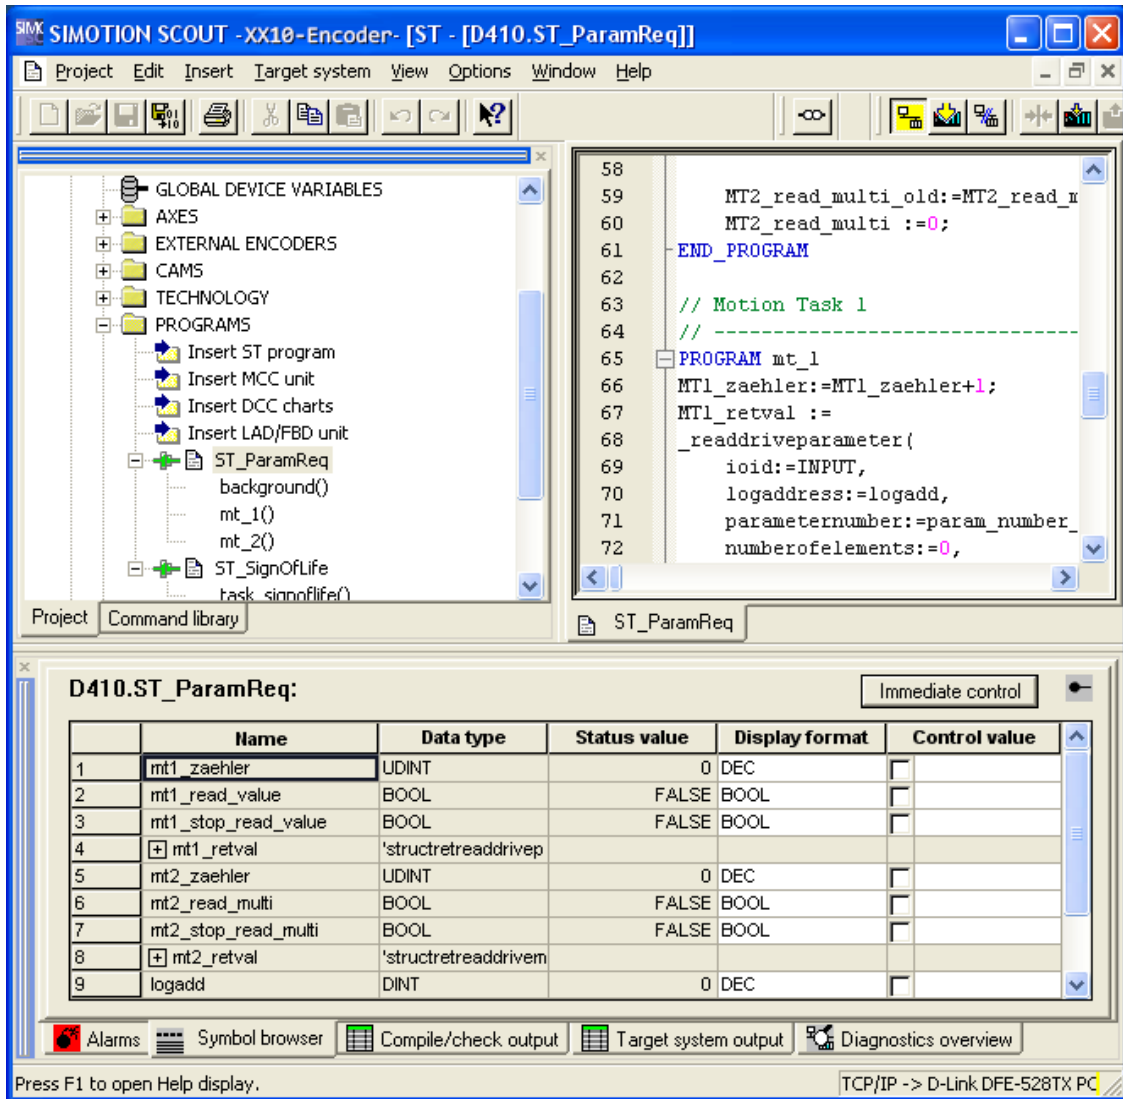 SIMOTION SCOUT -XX10-Encoder- [ST - [D410.ST_ParamReq]]
Project Edit Insert Target system View Options Window Help
GLOBAL DEVICE VARIABLES
AXES
EXTERNAL ENCODERS
CAMS
TECHNOLOGY
PROGRAMS
Insert ST program
Insert MCC unit
Insert DCC charts
Insert LAD/FBD unit
ST_ParamReq
background()
mt_1()
mt_2()
ST_SignOfLife
task_signoflife()
Project Command library
58
59 MT2_read_multi_old:=MT2_read_m
60 MT2_read_multi :=0;
61 END_PROGRAM
62
63 // Motion Task 1
64 // -------------------------------
65 PROGRAM mt_1
66 MT1_zaehler:=MT1_zaehler+1;
67 MT1_retval :=
68 _readdriveparameter(
69 ioid:=INPUT,
70 logaddress:=logadd,
71 parameternumber:=param_number_
72 numberofelements:=0,
ST_ParamReq
D410.ST_ParamReq:
Immediate control
Name Data type Status value Display format Control value
1 mt1_zaehler UDINT 0 DEC
2 mt1_read_value BOOL FALSE BOOL
3 mt1_stop_read_value BOOL FALSE BOOL
4 mt1_retval 'structretreaddrivep
5 mt2_zaehler UDINT 0 DEC
6 mt2_read_multi BOOL FALSE BOOL
7 mt2_stop_read_multi BOOL FALSE BOOL
8 mt2_retval 'structretreaddrivem
9 logadd DINT 0 DEC
Alarms Symbol browser Compile/check output Target system output Diagnostics overview
Press F1 to open Help display. TCP/IP -> D-Link DFE-528TX PC